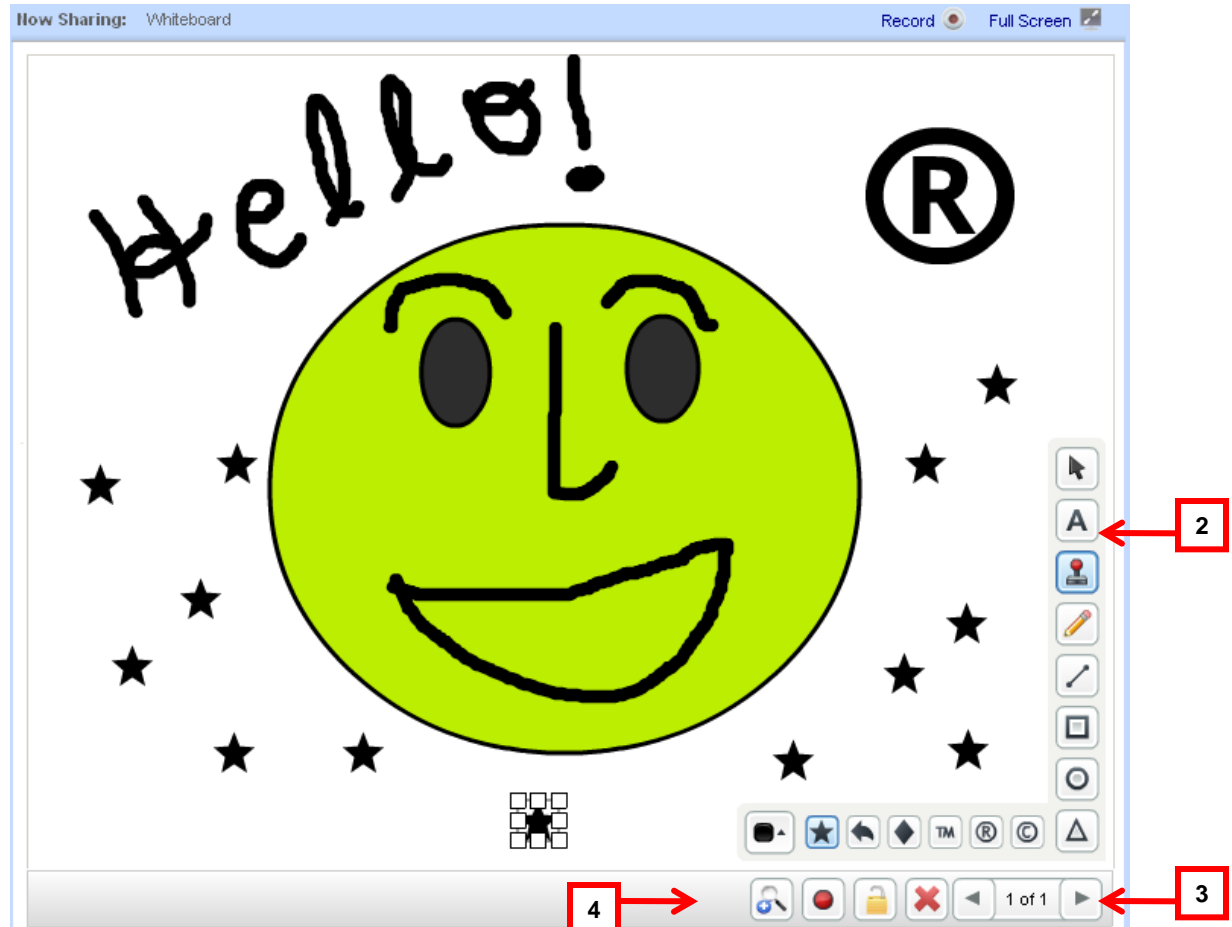 Now Sharing: Whiteboard
Record Full Screen
Hello!
®
A
2
TM ® ©
1 of 1
3
4